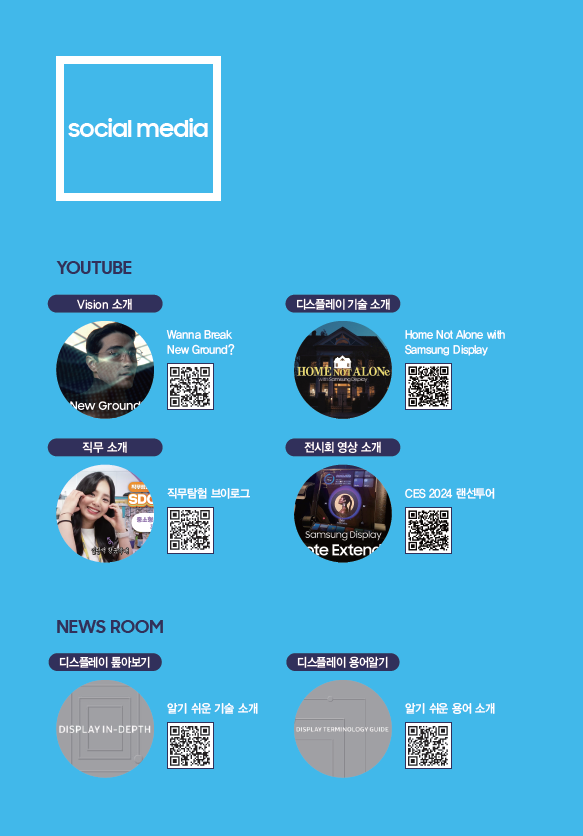 social media
YOUTUBE
Vision 소개
Wanna Break
New Ground?
New Ground
디스플레이 기술 소개
Home Not Alone with
Samsung Display
HOME NOT ALONe
with Samsung Display
직무 소개
직무탐험 브이로그
SDC
전시회 영상 소개
CES 2024 랜선투어
Samsung Display
ote Extend
NEWS ROOM
디스플레이 톺아보기
알기 쉬운 기술 소개
DISPLAY IN-DEPTH
디스플레이 용어알기
알기 쉬운 용어 소개
DISPLAY TERMINOLOGY GUIDE